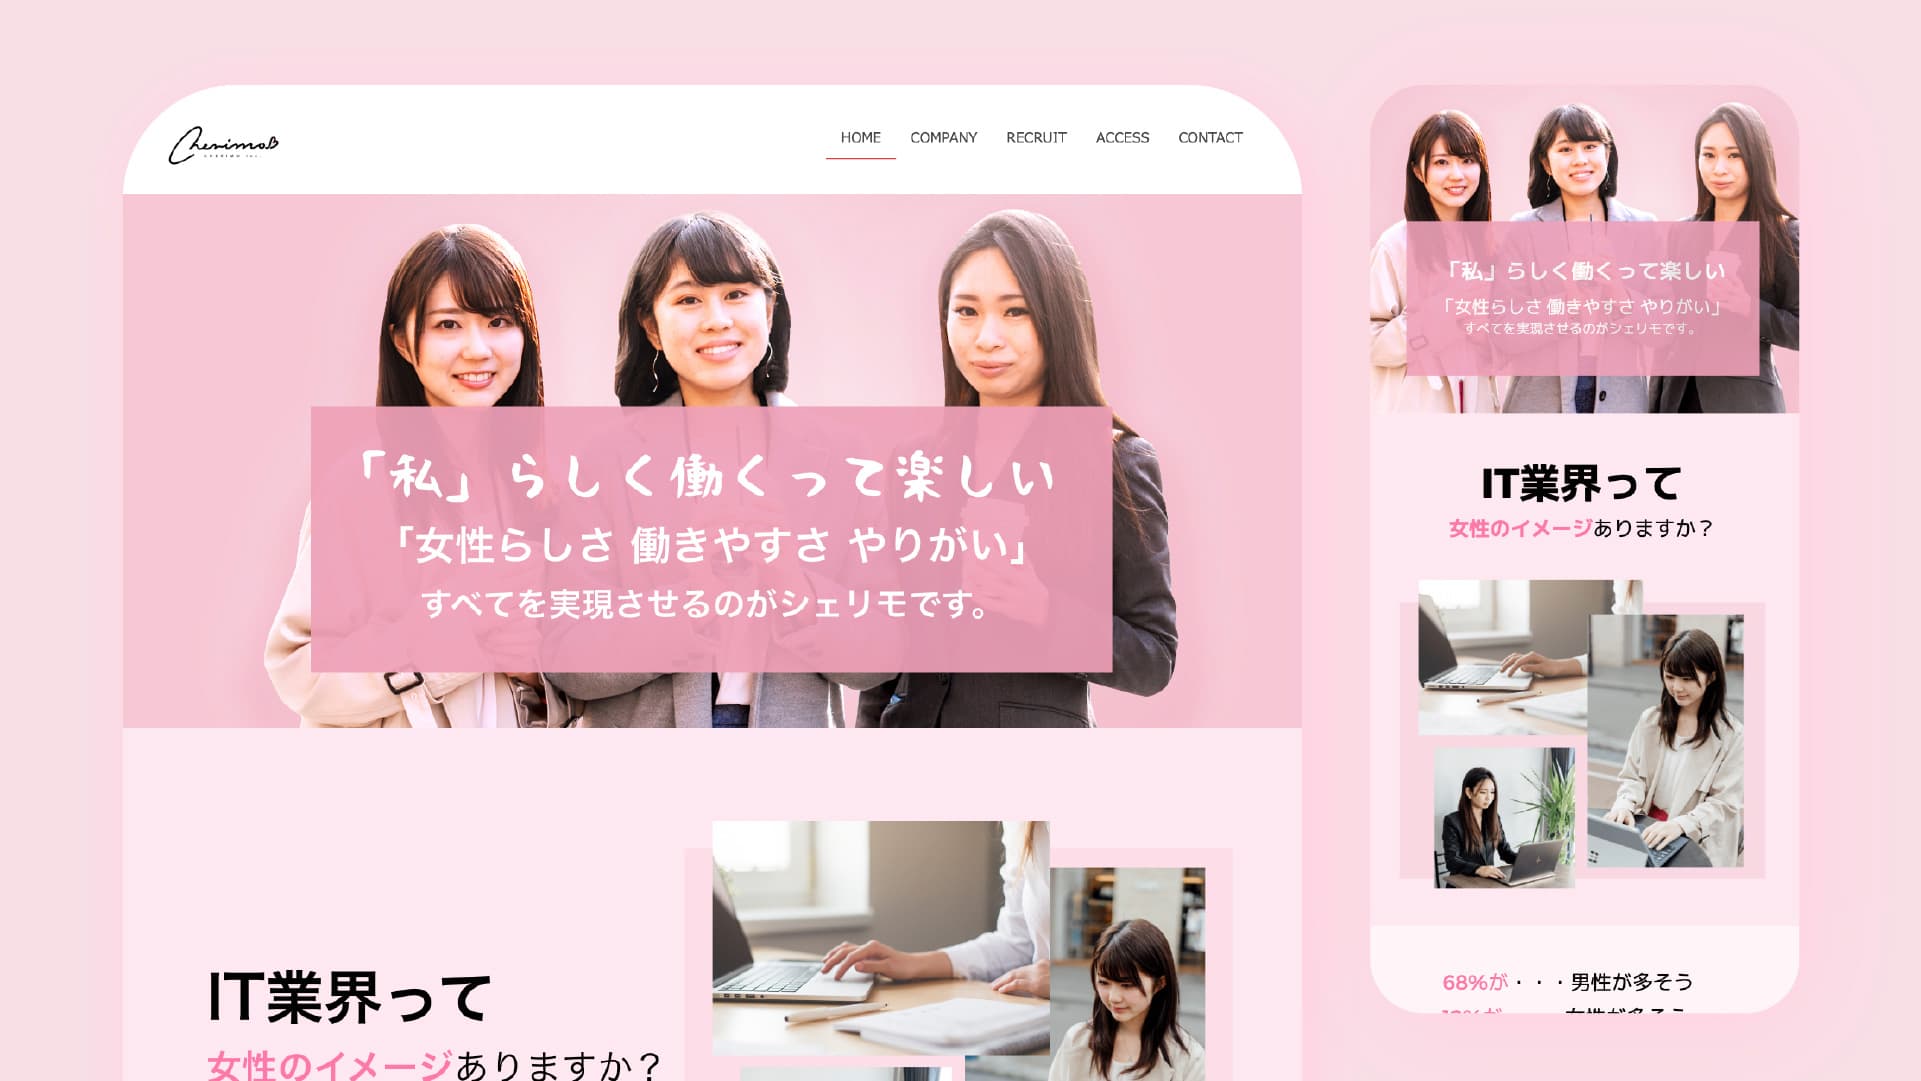 Cherimo
CHERIMO Inc.
HOME
COMPANY
RECRUIT
ACCESS
CONTACT
「私」らしく働くって楽しい
「女性らしさ 働きやすさ やりがい」
すべてを実現させるのがシェリモです。
IT業界って
女性のイメージありますか？
「私」らしく働くって楽しい
「女性らしさ 働きやすさ やりがい」
すべてを実現させるのがシェリモです。
IT業界って
女性のイメージありますか？
68%が・・・男性が多そう